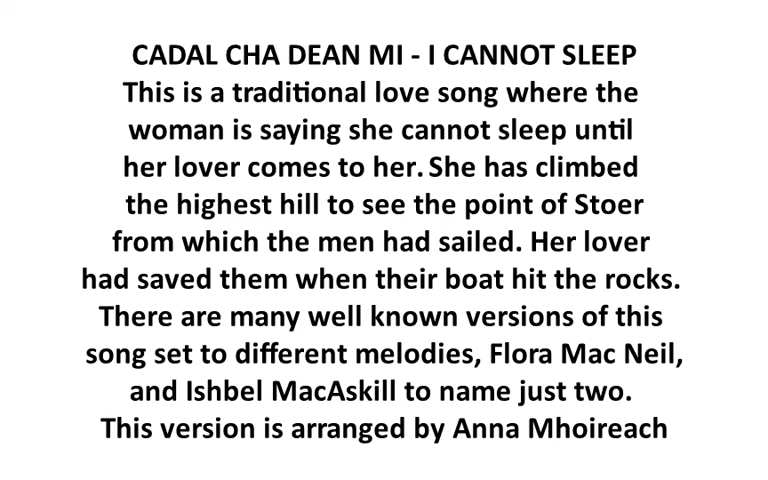 CADAL CHA DEAN MI - I CANNOT SLEEP
This is a traditional love song where the
woman is saying she cannot sleep until
her lover comes to her. She has climbed
the highest hill to see the point of Stoer
from which the men had sailed. Her lover
had saved them when their boat hit the rocks.
There are many well known versions of this
song set to different melodies, Flora Mac Neil,
and Ishbel MacAskill to name just two.
This version is arranged by Anna Mhoireach